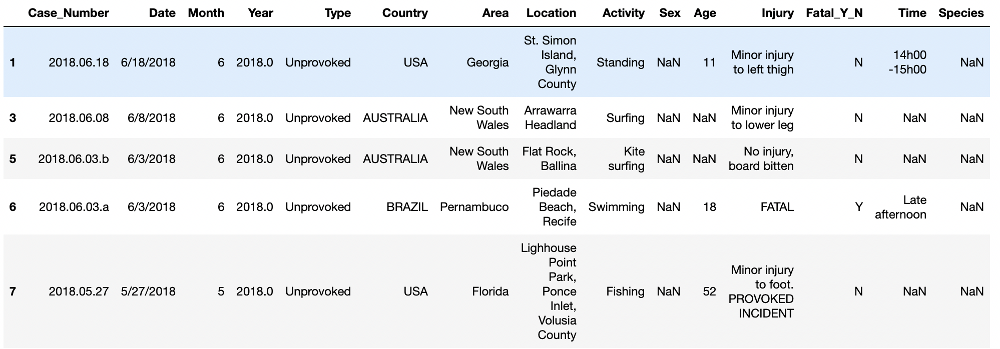 Case_Number Date Month Year Type Country Area Location Activity Sex Age Injury Fatal_Y_N Time Species
1 2018.06.18 6/18/2018 6 2018.0 Unprovoked USA Georgia St. Simon Island, Glynn County Standing NaN 11 Minor injury to left thigh N 14h00 -15h00 NaN
3 2018.06.08 6/8/2018 6 2018.0 Unprovoked AUSTRALIA New South Wales Arrawarra Headland Surfing NaN NaN Minor injury to lower leg N NaN NaN
5 2018.06.03.b 6/3/2018 6 2018.0 Unprovoked AUSTRALIA New South Wales Flat Rock, Ballina Kite surfing NaN NaN No injury, board bitten N NaN NaN
6 2018.06.03.a 6/3/2018 6 2018.0 Unprovoked BRAZIL Pernambuco Piedade Beach, Recife Swimming NaN 18 FATAL Y Late afternoon NaN
7 2018.05.27 5/27/2018 5 2018.0 Unprovoked USA Florida Lighhouse Point Park, Ponce Inlet, Volusia County Fishing NaN 52 Minor injury to foot. PROVOKED INCIDENT N NaN NaN